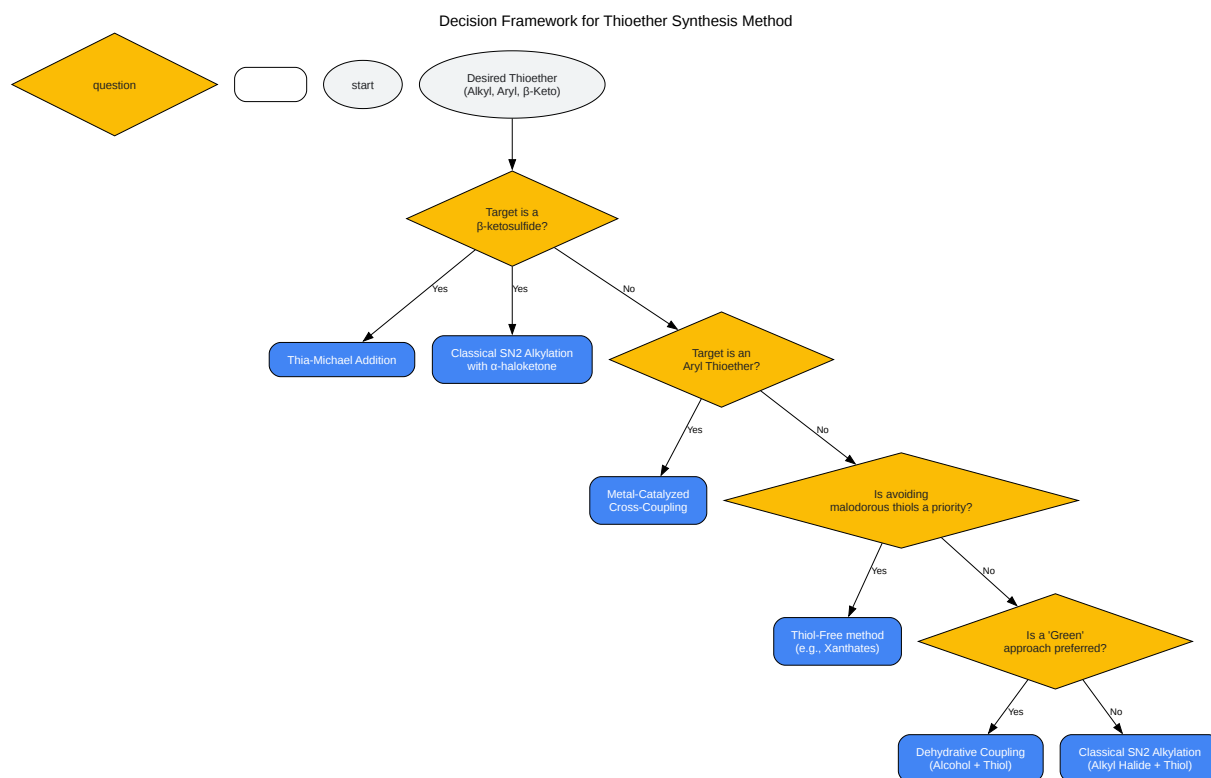 Decision Framework for Thioether Synthesis Method
question
start
Desired Thioether
(Alkyl, Aryl, β-Keto)
Target is a
β-ketosulfide?
Yes
Yes
No
Thia-Michael Addition
Classical SN2 Alkylation
with α-haloketone
Target is an
Aryl Thioether?
Yes
No
Metal-Catalyzed
Cross-Coupling
Is avoiding
malodorous thiols a priority?
Yes
No
Thiol-Free method
(e.g., Xanthates)
Is a 'Green'
approach preferred?
Yes
No
Dehydrative Coupling
(Alcohol + Thiol)
Classical SN2 Alkylation
(Alkyl Halide + Thiol)